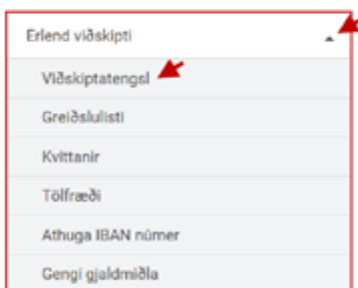 Erlend viðskipti
Viðskiptatengsl
Greiðslulisti
Kvittanir
Tölfræði
Athuga IBAN númer
Gengi gjaldmiðla